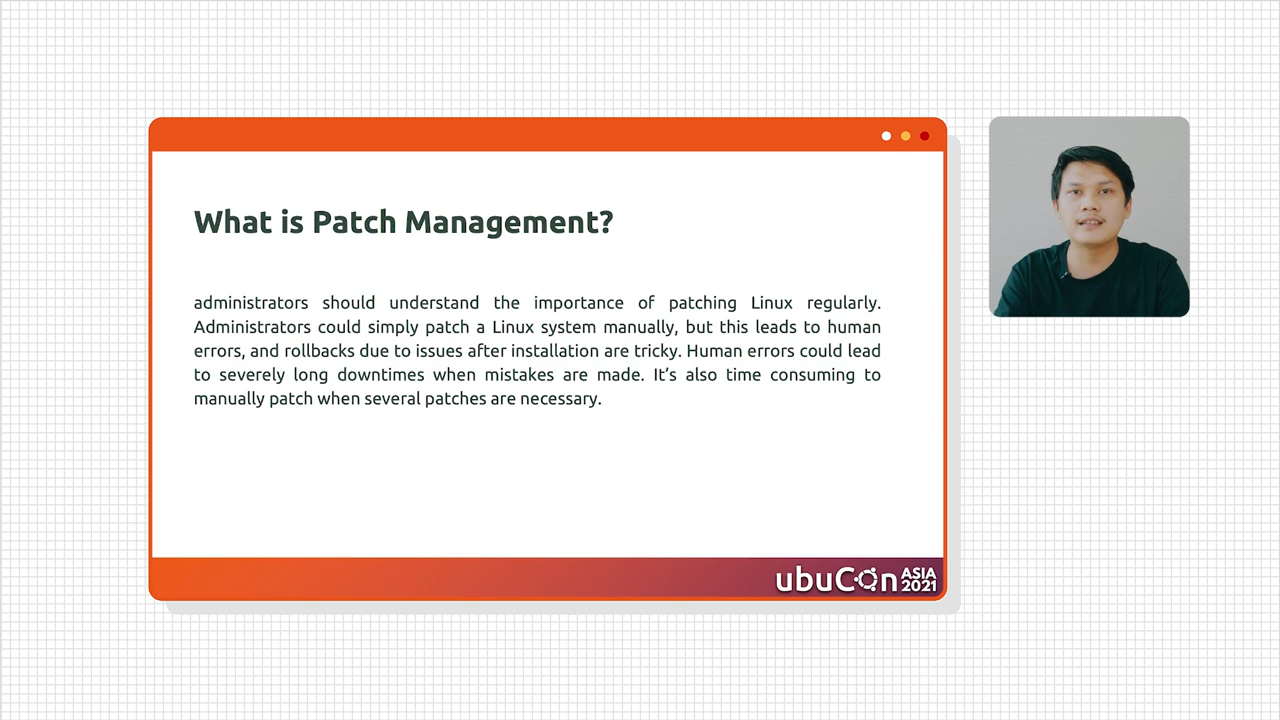 What is Patch Management?
administrators should understand the importance of patching Linux regularly.
Administrators could simply patch a Linux system manually, but this leads to human
errors, and rollbacks due to issues after installation are tricky. Human errors could lead
to severely long downtimes when mistakes are made. It’s also time consuming to
manually patch when several patches are necessary.
ubuCon ASIA
2021